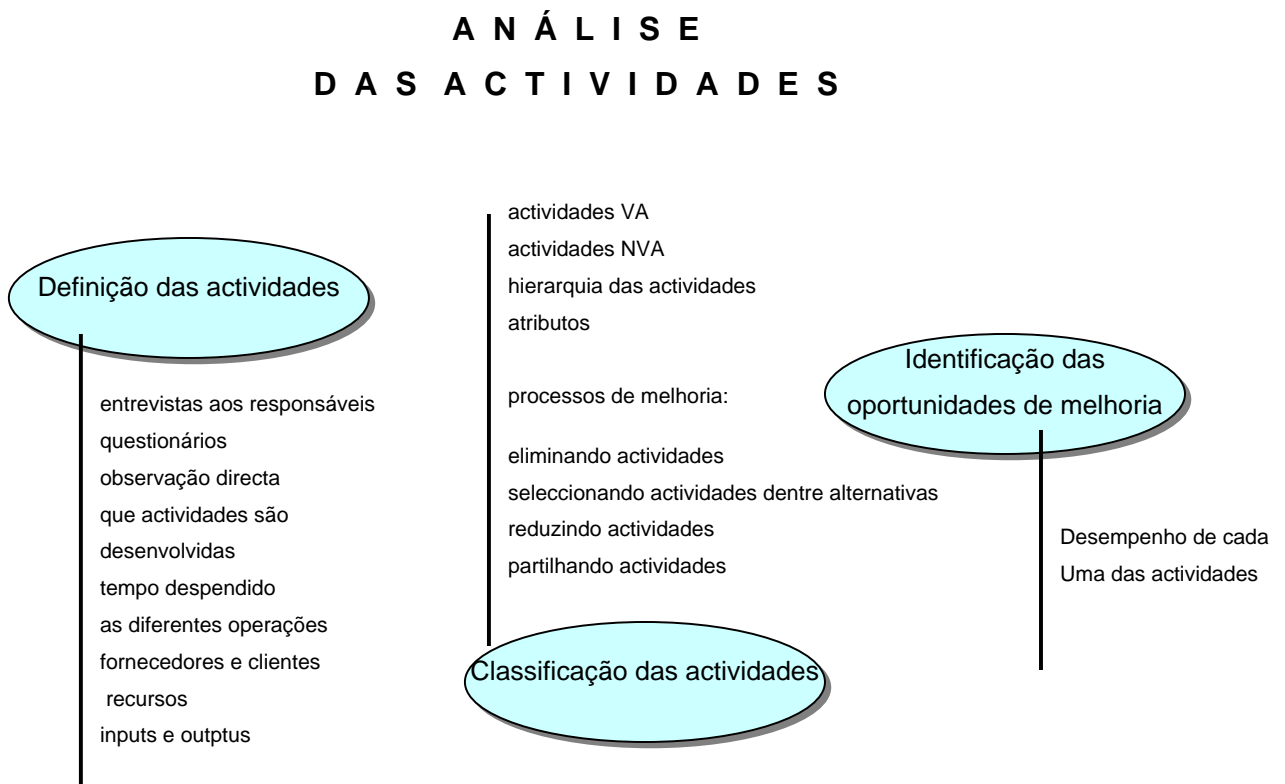 ANÁLISE
DAS ACTIVIDADES
Definição das actividades
entrevistas aos responsáveis
questionários
observação directa
que actividades são
desenvolvidas
tempo despendido
as diferentes operações
fornecedores e clientes
recursos
inputs e outptus
actividades VA
actividades NVA
hierarquia das actividades
atributos
processos de melhoria:
eliminando actividades
seleccionando actividades dentre alternativas
reduzindo actividades
partilhando actividades
Classificação das actividades
Identificação das
oportunidades de melhoria
Desempenho de cada
Uma das actividades